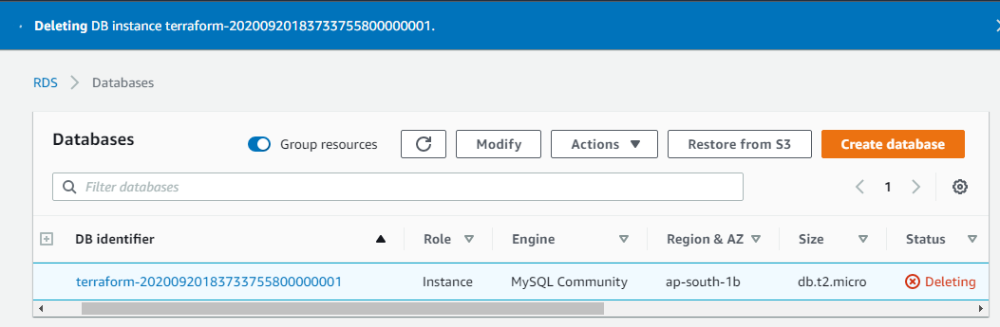 Deleting DB instance terraform-20200920183733755800000001.
RDS > Databases
Databases
Group resources
Modify
Actions
Restore from S3
Create database
Filter databases
1
DB identifier Role Engine Region & AZ Size Status
terraform-20200920183733755800000001 Instance MySQL Community ap-south-1b db.t2.micro Deleting